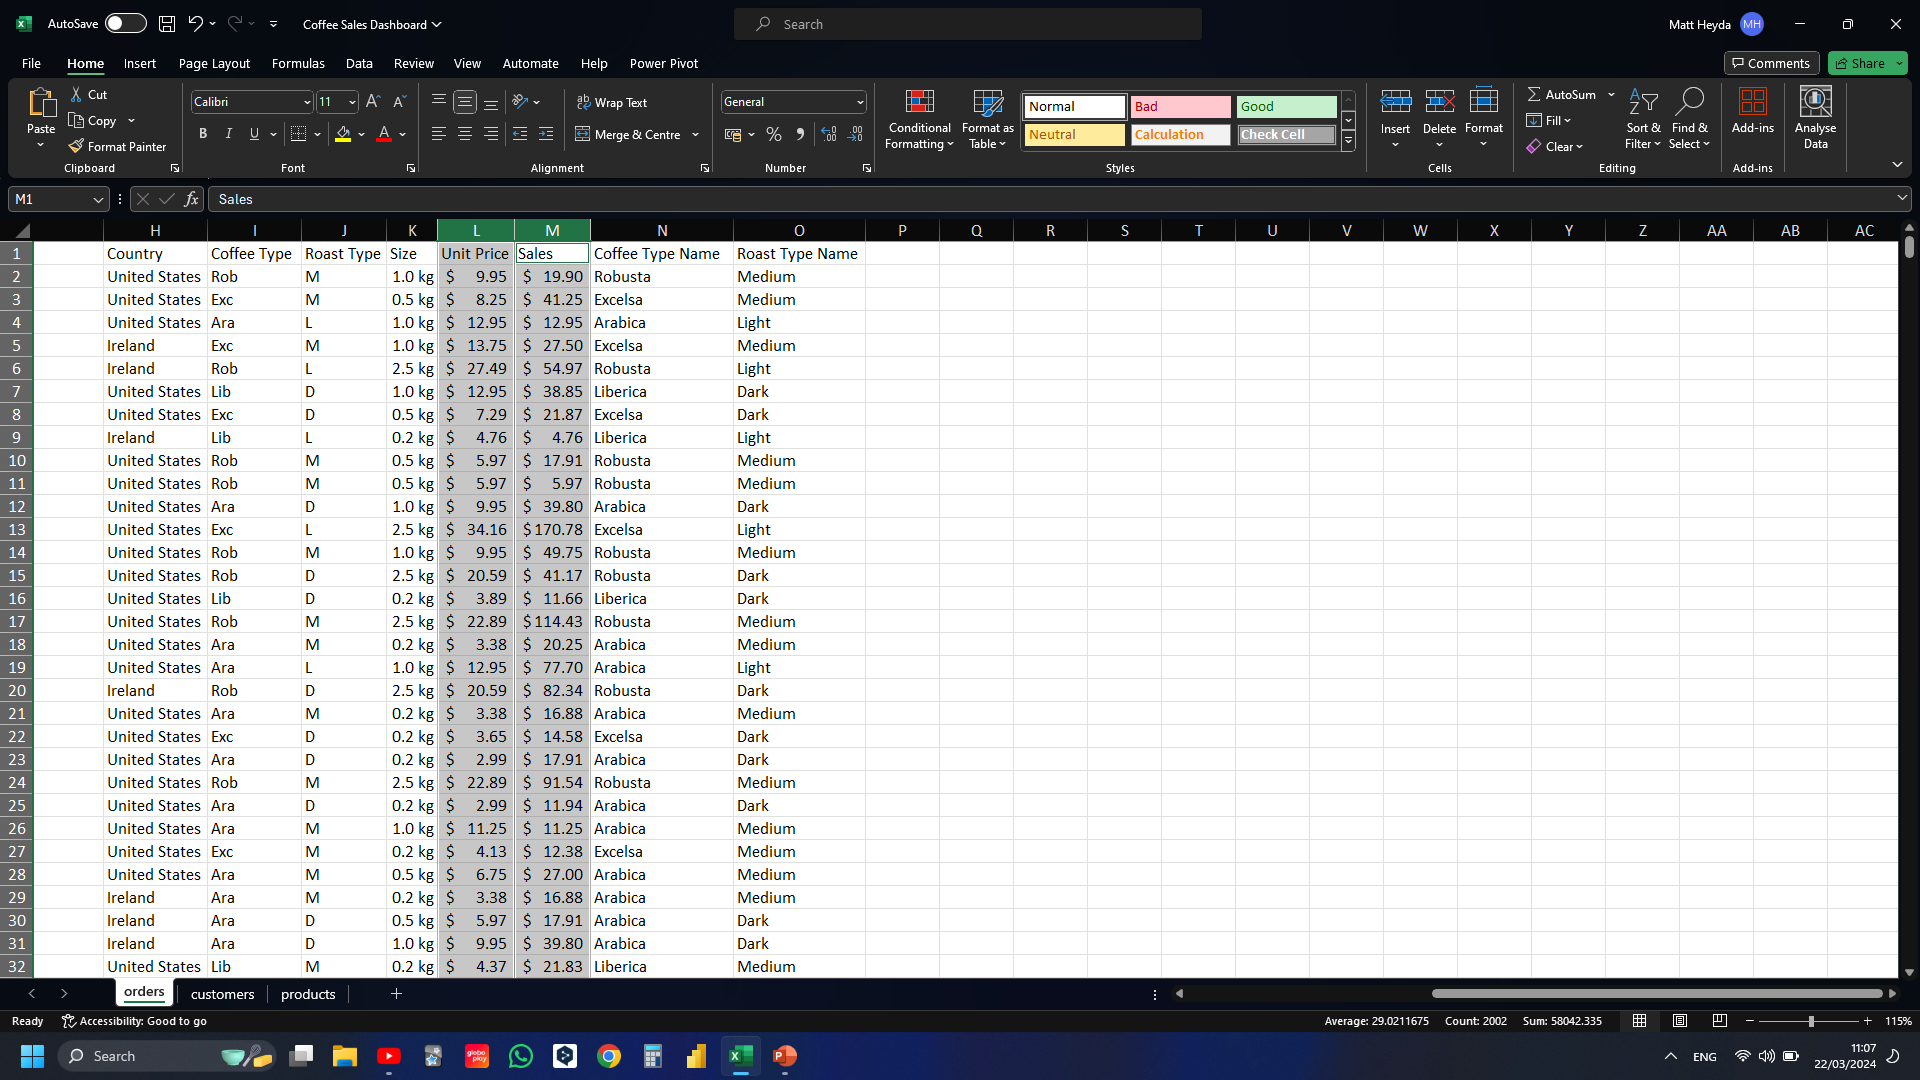 AutoSave Coffee Sales Dashboard Search Matt Heyda MH
File Home Insert Page Layout Formulas Data Review View Automate Help Power Pivot Comments Share
Paste Cut Copy Format Painter Clipboard
Calibri 11 B I U Font
Wrap Text Merge & Centre Alignment
General % Number
Conditional Formatting Format as Table Normal Bad Good Neutral Calculation Check Cell Styles
Insert Delete Format Cells
AutoSum Fill Clear Sort & Filter Find & Select Editing
Add-ins Add-ins Analyse Data
M1 fx Sales
H I J K L M N O P Q R S T U V W X Y Z AA AB AC
1 Country Coffee Type Roast Type Size Unit Price Sales Coffee Type Name Roast Type Name
2 United States Rob M 1.0 kg $ 9.95 $ 19.90 Robusta Medium
3 United States Exc M 0.5 kg $ 8.25 $ 41.25 Excelsa Medium
4 United States Ara L 1.0 kg $ 12.95 $ 12.95 Arabica Light
5 Ireland Exc M 1.0 kg $ 13.75 $ 27.50 Excelsa Medium
6 Ireland Rob L 2.5 kg $ 27.49 $ 54.97 Robusta Light
7 United States Lib D 1.0 kg $ 12.95 $ 38.85 Liberica Dark
8 United States Exc D 0.5 kg $ 7.29 $ 21.87 Excelsa Dark
9 Ireland Lib L 0.2 kg $ 4.76 $ 4.76 Liberica Light
10 United States Rob M 0.5 kg $ 5.97 $ 17.91 Robusta Medium
11 United States Rob M 0.5 kg $ 5.97 $ 5.97 Robusta Medium
12 United States Ara D 1.0 kg $ 9.95 $ 39.80 Arabica Dark
13 United States Exc L 2.5 kg $ 34.16 $170.78 Excelsa Light
14 United States Rob M 1.0 kg $ 9.95 $ 49.75 Robusta Medium
15 United States Rob D 2.5 kg $ 20.59 $ 41.17 Robusta Dark
16 United States Lib D 0.2 kg $ 3.89 $ 11.66 Liberica Dark
17 United States Rob M 2.5 kg $ 22.89 $114.43 Robusta Medium
18 United States Ara M 0.2 kg $ 3.38 $ 20.25 Arabica Medium
19 United States Ara L 1.0 kg $ 12.95 $ 77.70 Arabica Light
20 Ireland Rob D 2.5 kg $ 20.59 $ 82.34 Robusta Dark
21 United States Ara M 0.2 kg $ 3.38 $ 16.88 Arabica Medium
22 United States Exc D 0.2 kg $ 3.65 $ 14.58 Excelsa Dark
23 United States Ara D 0.2 kg $ 2.99 $ 17.91 Arabica Dark
24 United States Rob M 2.5 kg $ 22.89 $ 91.54 Robusta Medium
25 United States Ara D 0.2 kg $ 2.99 $ 11.94 Arabica Dark
26 United States Ara M 1.0 kg $ 11.25 $ 11.25 Arabica Medium
27 United States Exc M 0.2 kg $ 4.13 $ 12.38 Excelsa Medium
28 United States Ara M 0.5 kg $ 6.75 $ 27.00 Arabica Medium
29 Ireland Ara M 0.2 kg $ 3.38 $ 16.88 Arabica Medium
30 Ireland Ara D 0.5 kg $ 5.97 $ 17.91 Arabica Dark
31 Ireland Ara D 1.0 kg $ 9.95 $ 39.80 Arabica Dark
32 United States Lib M 0.2 kg $ 4.37 $ 21.83 Liberica Medium
orders customers products
Ready Accessibility: Good to go Average: 29.0211675 Count: 2002 Sum: 58042.335 115%
Search globo play ENG 11:07
22/03/2024